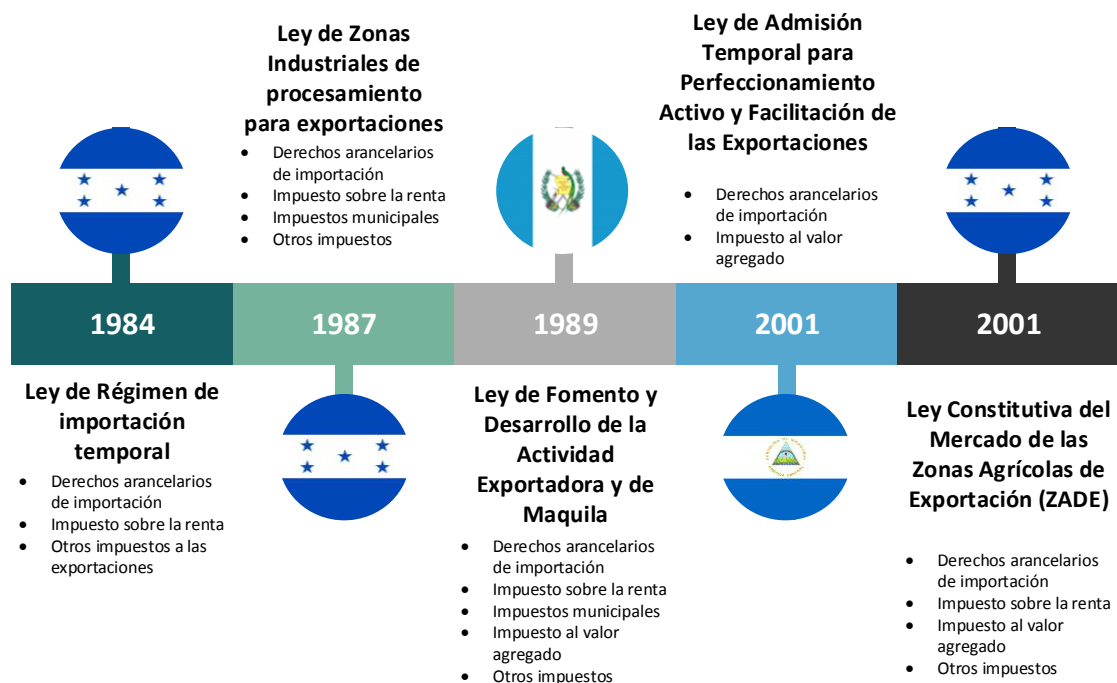 Ley de Zonas
Industriales de
procesamiento
para exportaciones
• Derechos arancelarios
de importación
• Impuesto sobre la renta
• Impuestos municipales
• Otros impuestos
Ley de Admisión
Temporal para
Perfeccionamiento
Activo y Facilitación de
las Exportaciones
• Derechos arancelarios
de importación
• Impuesto al valor
agregado
1984
1987
1989
2001
2001
Ley de Régimen de
importación
temporal
• Derechos arancelarios
de importación
• Impuesto sobre la renta
• Otros impuestos a las
exportaciones
Ley de Fomento y
Desarrollo de la
Actividad
Exportadora y de
Maquila
• Derechos arancelarios
de importación
• Impuesto sobre la renta
• Impuestos municipales
• Impuesto al valor
agregado
• Otros impuestos
Ley Constitutiva del
Mercado de las
Zonas Agrícolas de
Exportación (ZADE)
• Derechos arancelarios
de importación
• Impuesto sobre la renta
• Impuesto al valor
agregado
• Otros impuestos